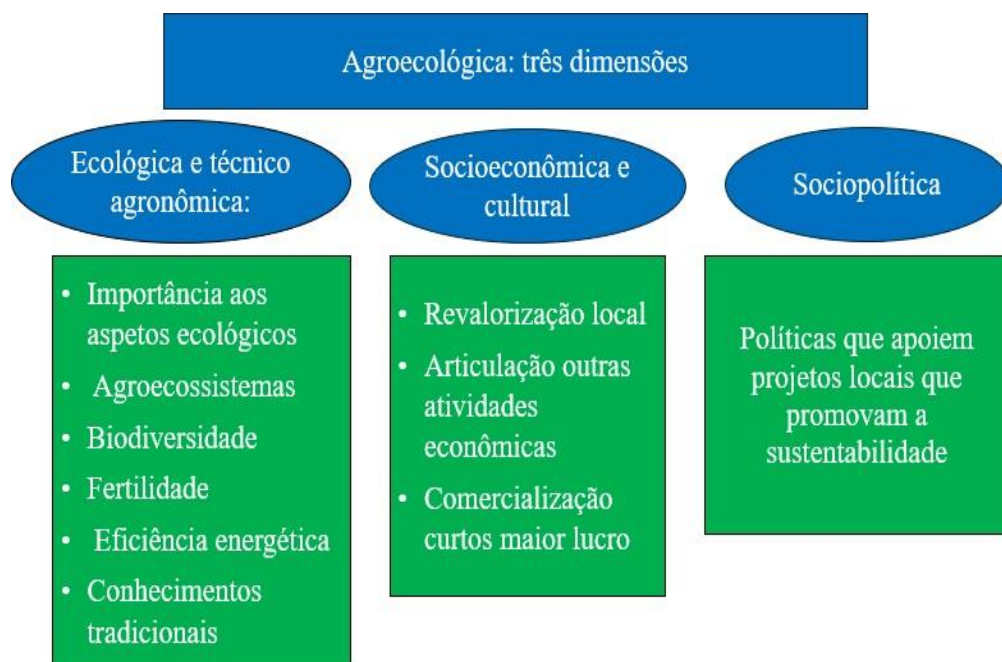 Agroecológica: três dimensões
Ecológica e técnico
agronômica:
• Importância aos
aspetos ecológicos
• Agroecossistemas
• Biodiversidade
• Fertilidade
• Eficiência energética
• Conhecimentos
tradicionais
Socioeconômica e
cultural
• Revalorização local
• Articulação outras
atividades
econômicas
• Comercialização
curtos maior lucro
Sociopolítica
Políticas que apoiem
projetos locais que
promovam a
sustentabilidade